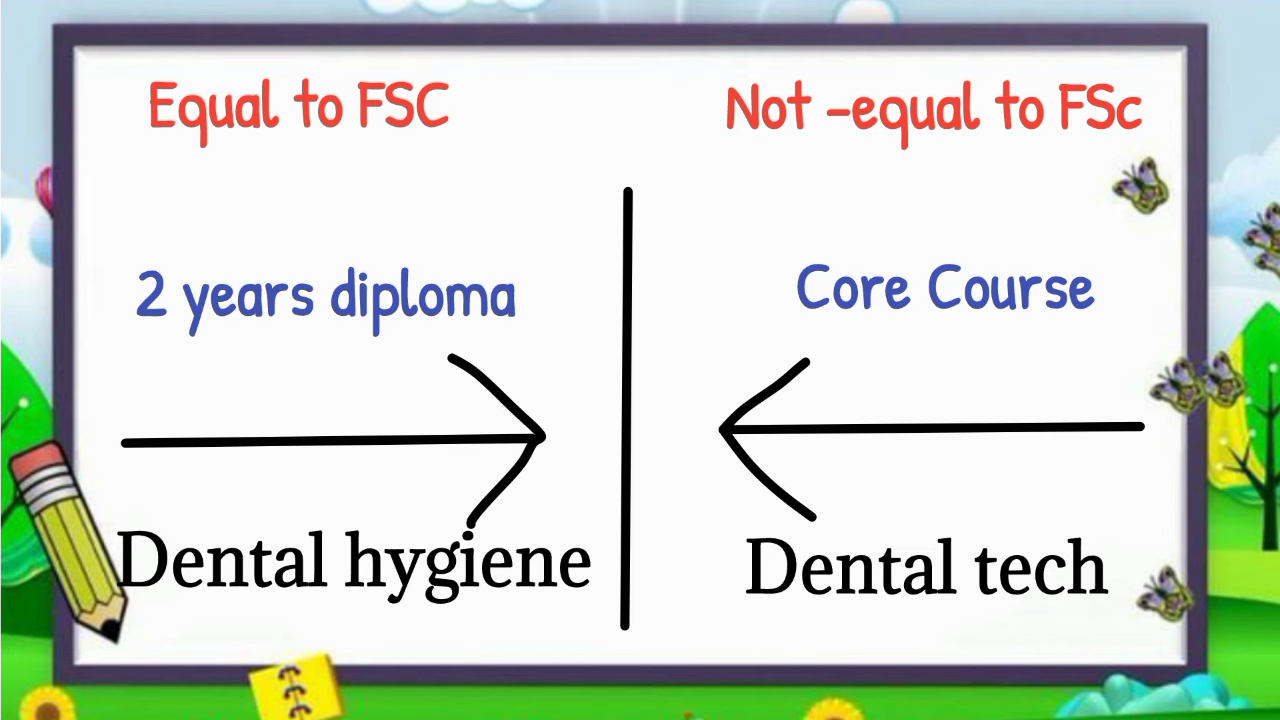 Equal to FSC
2 years diploma
Dental hygiene
Not -equal to FSc
Core Course
Dental tech